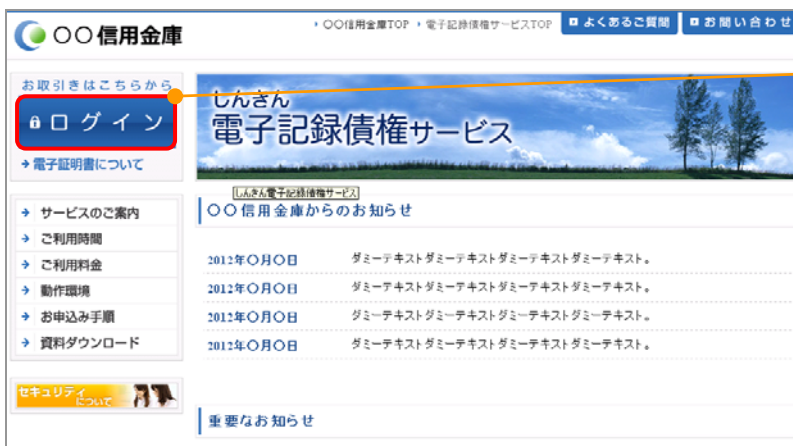 〇〇信用金庫
〇〇信用金庫TOP
電子記録債権サービスTOP
よくあるご質問
お問い合わせ
お取引きはこちらから
ログイン
電子証明書について
しんきん
電子記録債権サービス
しんきん電子記録債権サービス
サービスのご案内
ご利用時間
ご利用料金
動作環境
お申込み手順
資料ダウンロード
セキュリティ
について
〇〇信用金庫からのお知らせ
2012年〇月〇日 ダミーテキストダミーテキストダミーテキストダミーテキスト。
2012年〇月〇日 ダミーテキストダミーテキストダミーテキストダミーテキスト。
2012年〇月〇日 ダミーテキストダミーテキストダミーテキストダミーテキスト。
2012年〇月〇日 ダミーテキストダミーテキストダミーテキストダミーテキスト。
重要なお知らせ